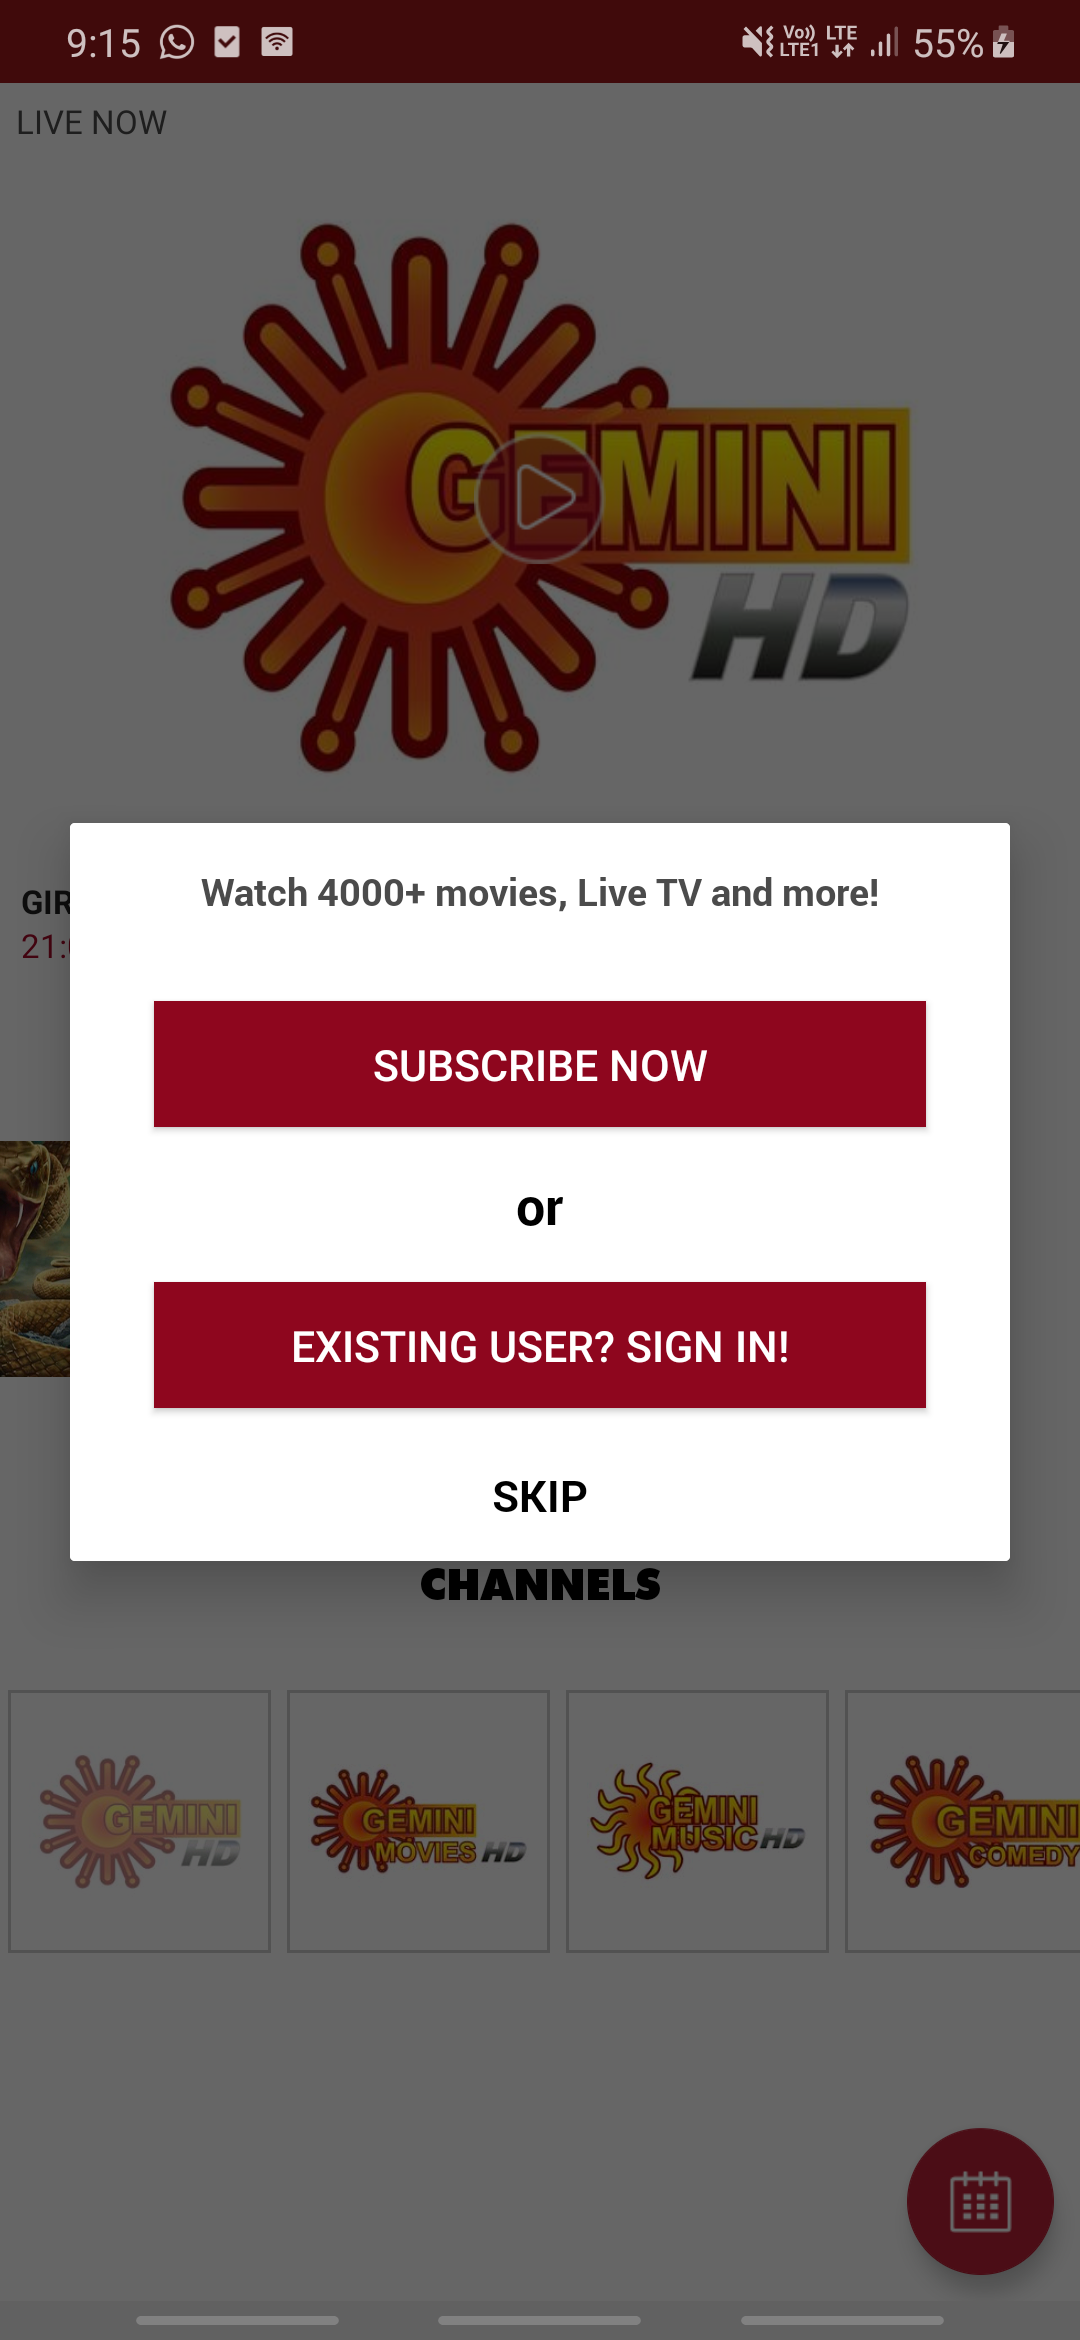 9:15
Vo)) LTE
LTE1
55%
LIVE NOW
GEMINI
HD
Watch 4000+ movies, Live TV and more!
GIR
21:
SUBSCRIBE NOW
or
EXISTING USER? SIGN IN!
SKIP
CHANNELS
GEMINI
HD
GEMINI
MOVIES HD
GEMINI
MUSIC HD
GEMINI
COMEDY